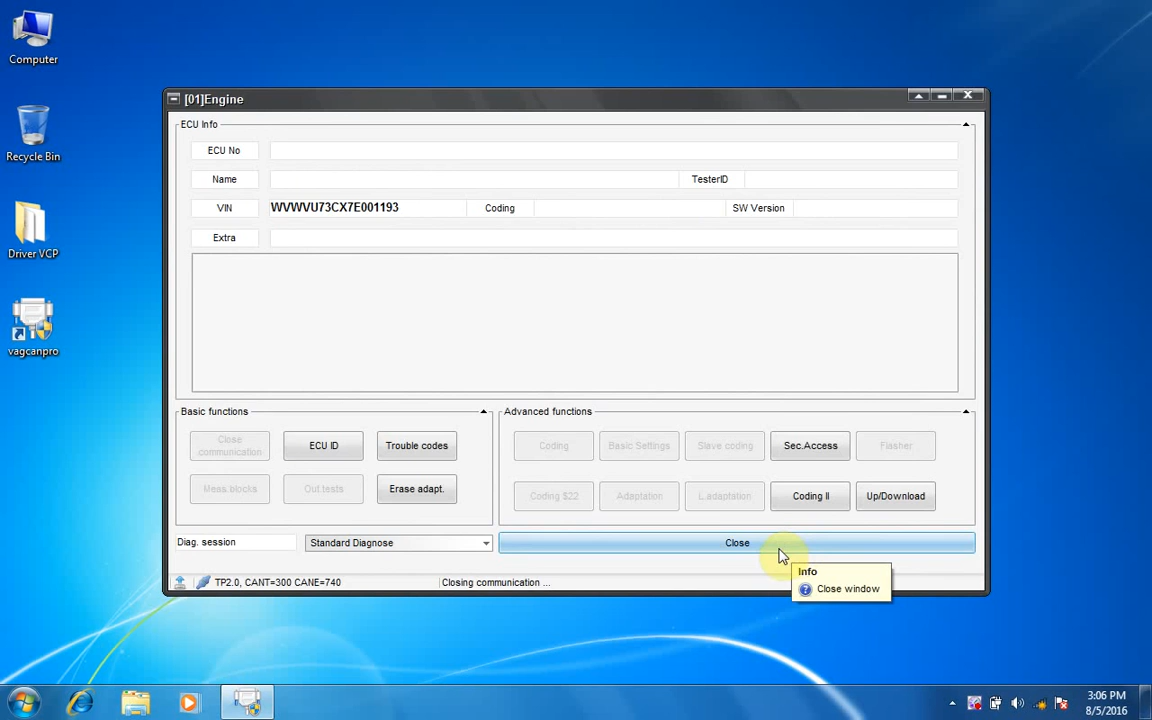 Computer
Recycle Bin
Driver VCP
vagcanpro
[01]Engine
ECU Info
ECU No
Name
TesterID
VIN
WVWVU73CX7E001193
Coding
SW Version
Extra
Basic functions
Close
communication
ECU ID
Trouble codes
Meas.blocks
Out.tests
Erase adapt.
Advanced functions
Coding
Basic Settings
Slave coding
Sec.Access
Flasher
Coding $22
Adaptation
L.adaptation
Coding II
Up/Download
Diag. session
Standard Diagnose
Close
TP2.0, CANT=300 CANE=740
Closing communication ...
Info
Close window
3:06 PM
8/5/2016